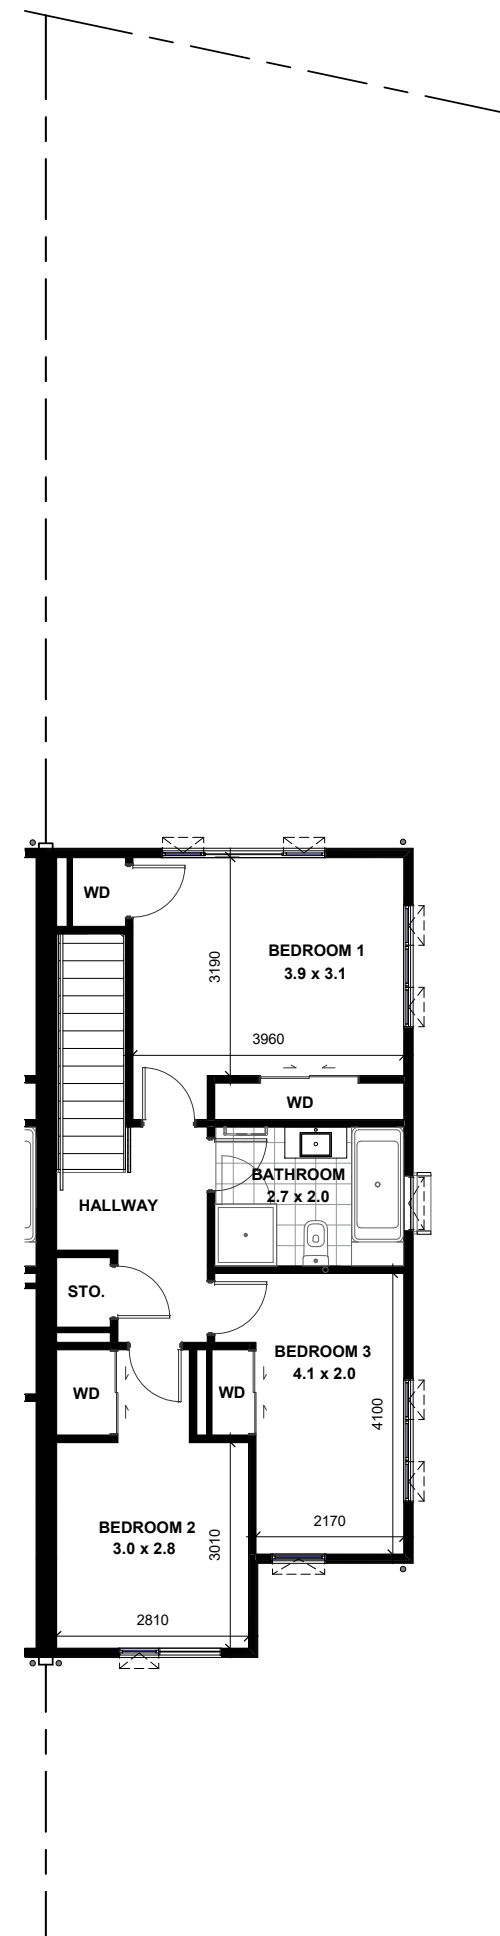 WD
BEDROOM 1
3.9 x 3.1
3190
3960
WD
BATHROOM
2.7 x 2.0
HALLWAY
STO.
BEDROOM 3
4.1 x 2.0
WD
WD
4100
2170
BEDROOM 2
3.0 x 2.8
3010
2810